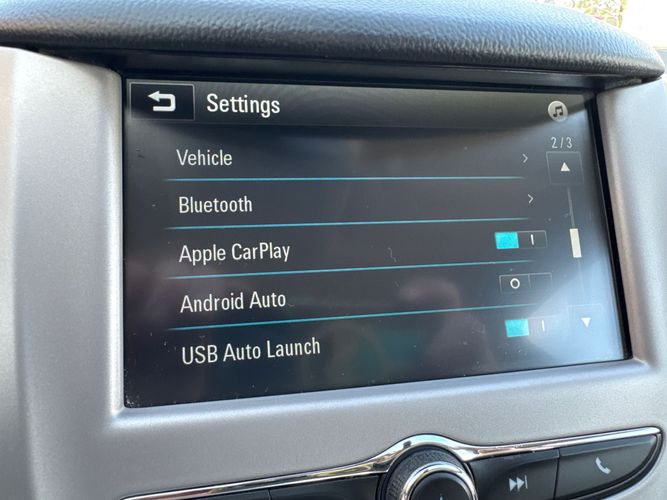 Settings
2/3
Vehicle
Bluetooth
Apple CarPlay
Android Auto
USB Auto Launch